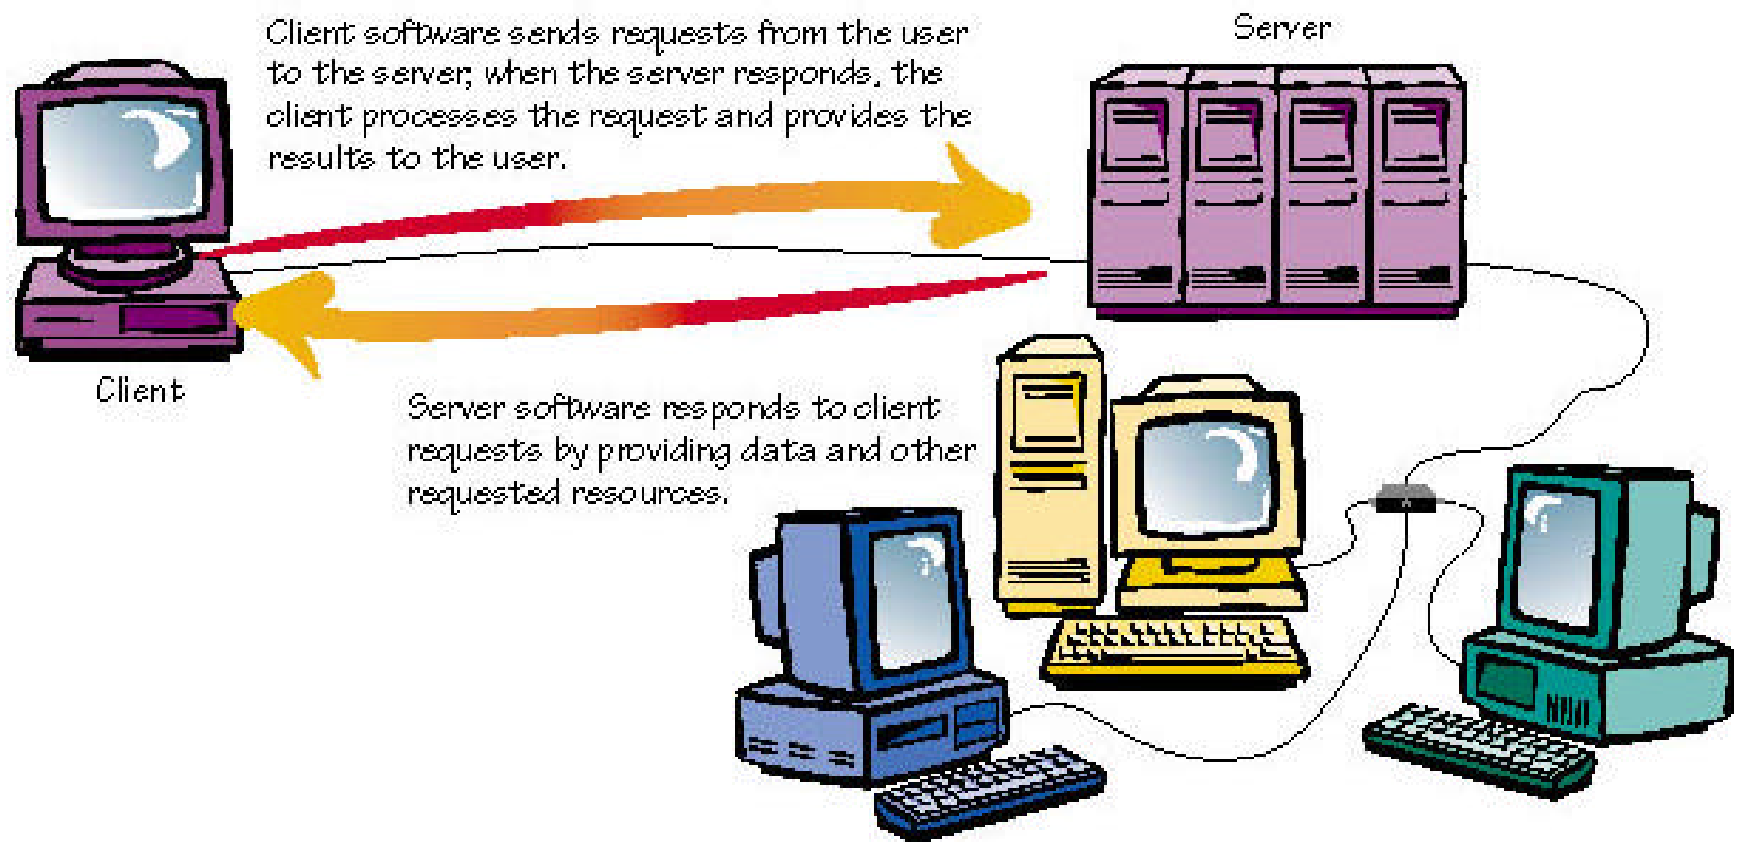 Client software sends requests from the user
to the server; when the server responds, the
client processes the request and provides the
results to the user.
Server
Client
Server software responds to client
requests by providing data and other
requested resources.